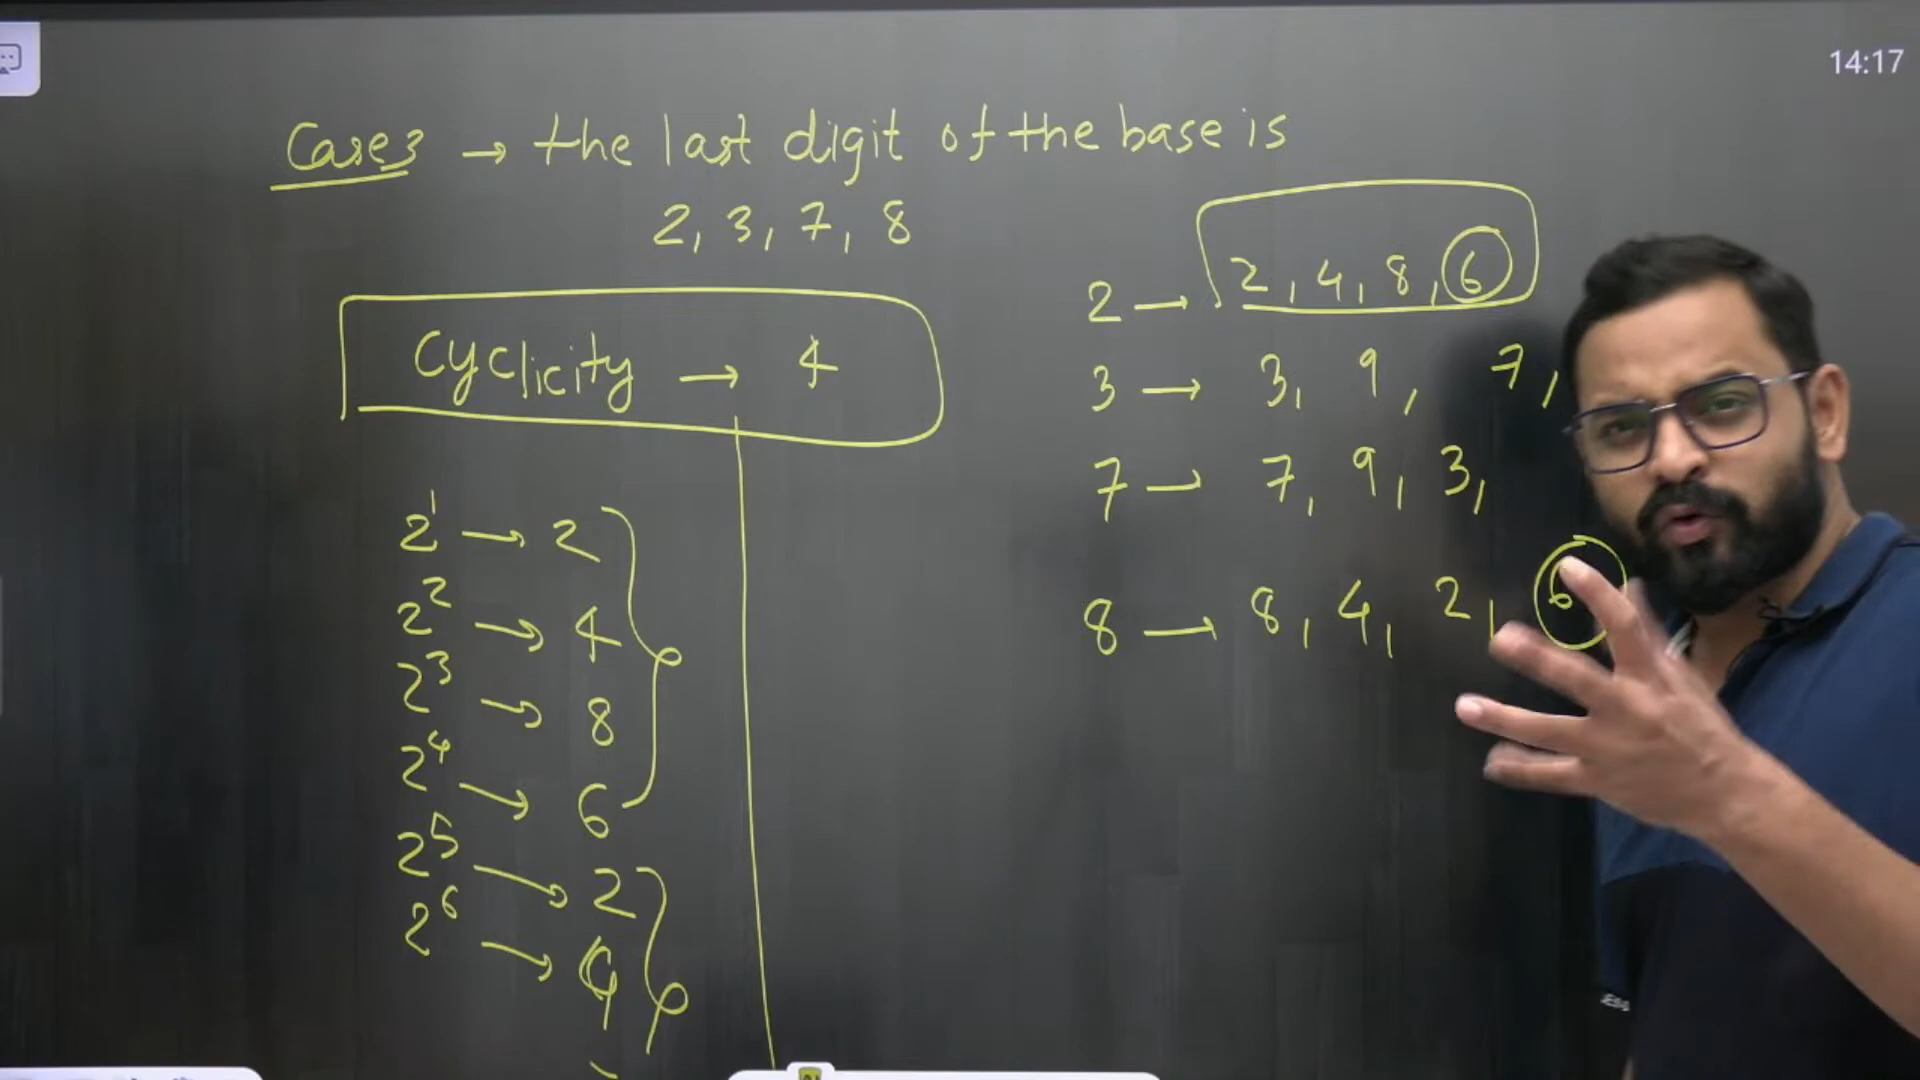 14:17
Case3 → the last digit of the base is
2, 3, 7, 8
Cyclicity → 4
2¹ → 2
2² → 4
2³ → 8
2⁴ → 6
2⁵ → 2
2⁶ → 4
2 → 2, 4, 8, 6
3 → 3, 9, 7,
7 → 7, 9, 3,
8 → 8, 4, 2, 6